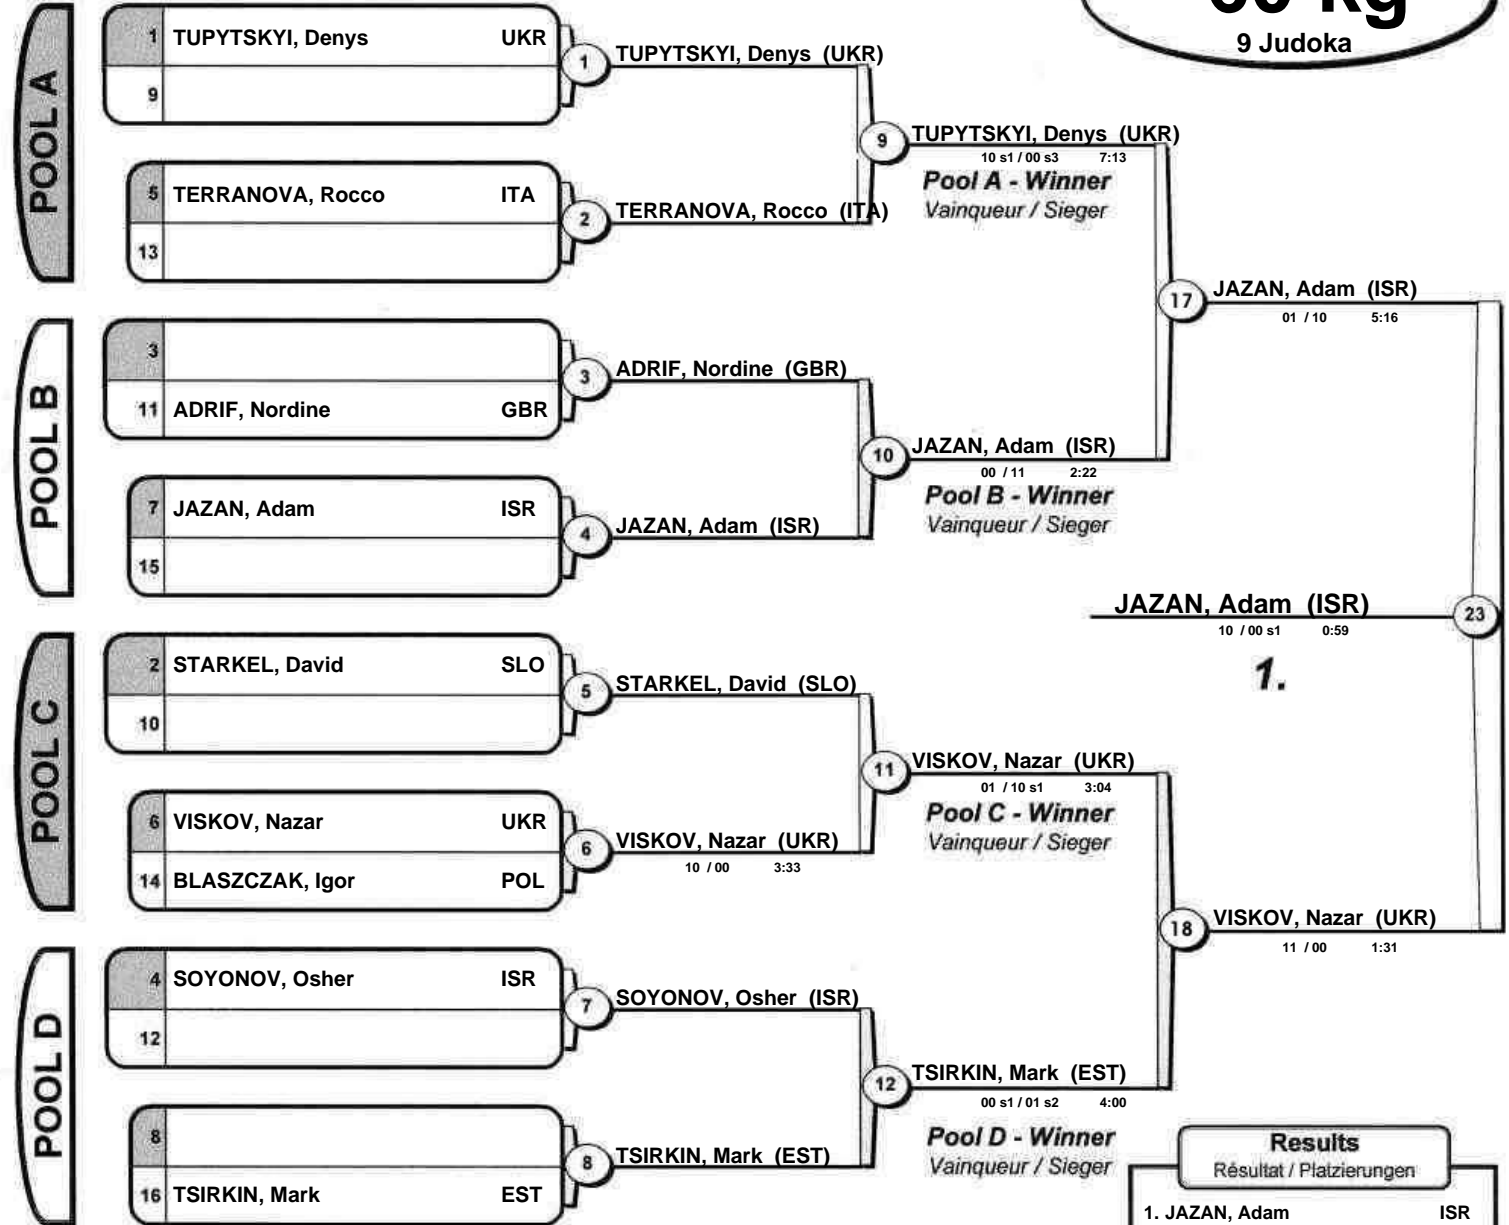 kg
9 Judoka
POOL A
1 TUPYTSKYI, Denys UKR
9
1 TUPYTSKYI, Denys (UKR)
5 TERRANOVA, Rocco ITA
13
2 TERRANOVA, Rocco (ITA)
9 TUPYTSKYI, Denys (UKR)
10 s1 / 00 s3 7:13
Pool A - Winner
Vainqueur / Sieger
POOL B
3
11 ADRIF, Nordine GBR
3 ADRIF, Nordine (GBR)
7 JAZAN, Adam ISR
15
4 JAZAN, Adam (ISR)
10 JAZAN, Adam (ISR)
00 / 11 2:22
Pool B - Winner
Vainqueur / Sieger
17 JAZAN, Adam (ISR)
01 / 10 5:16
JAZAN, Adam (ISR) 23
10 / 00 s1 0:59
1.
POOL C
2 STARKEL, David SLO
10
5 STARKEL, David (SLO)
6 VISKOV, Nazar UKR
14 BLASZCZAK, Igor POL
6 VISKOV, Nazar (UKR)
10 / 00 3:33
11 VISKOV, Nazar (UKR)
01 / 10 s1 3:04
Pool C - Winner
Vainqueur / Sieger
18 VISKOV, Nazar (UKR)
11 / 00 1:31
POOL D
4 SOYONOV, Osher ISR
12
7 SOYONOV, Osher (ISR)
8
16 TSIRKIN, Mark EST
8 TSIRKIN, Mark (EST)
12 TSIRKIN, Mark (EST)
00 s1 / 01 s2 4:00
Pool D - Winner
Vainqueur / Sieger
Results
Résultat / Platzierungen
1. JAZAN, Adam ISR